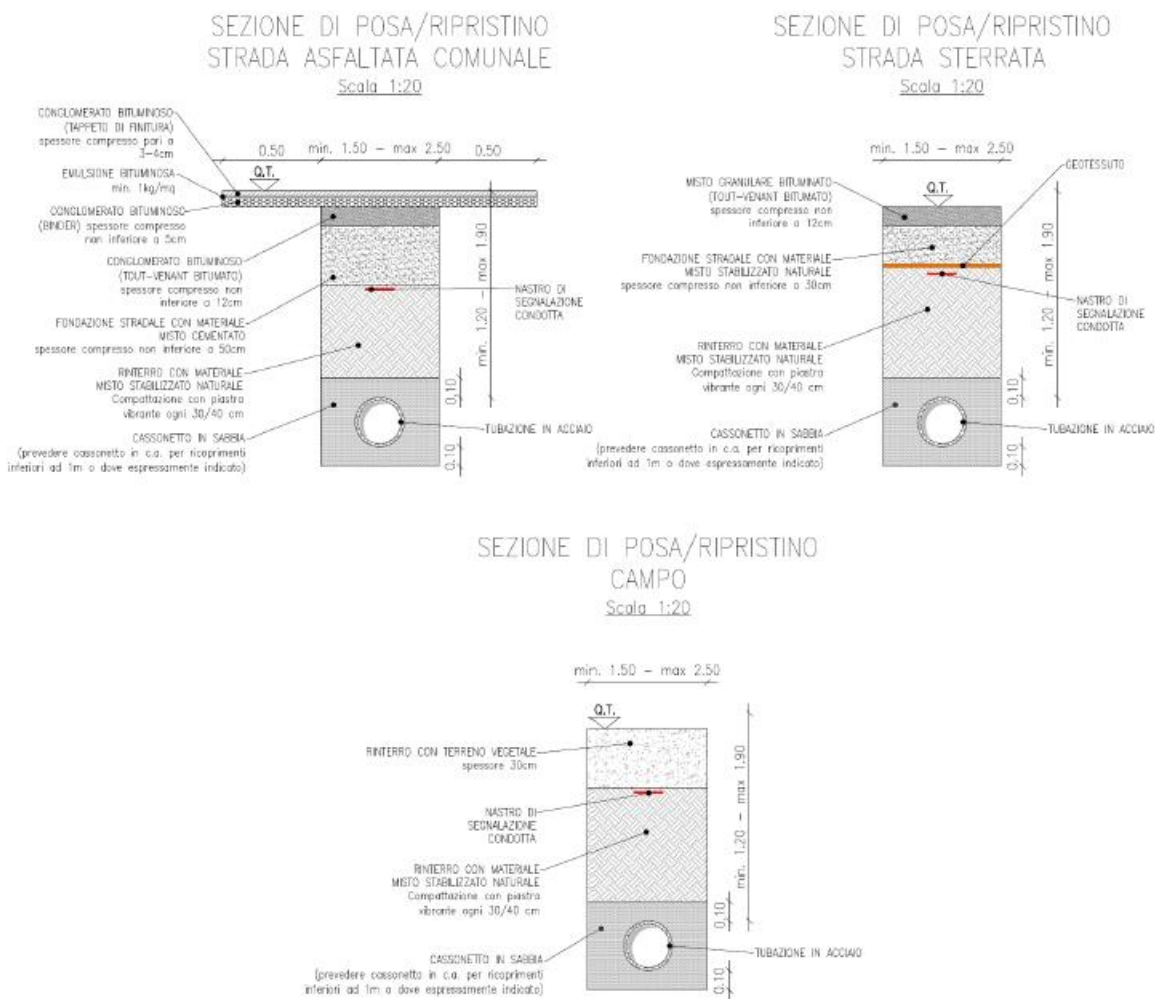 SEZIONE DI POSA/RIPRISTINO
STRADA ASFALTATA COMUNALE
Scala 1:20
CONGLOMERATO BITUMINOSO
(TAPPETO DI FINITURA)
spessore compresso pari a
3-4cm
EMULSIONE BITUMINOSA
min. 1kg/mq
CONGLOMERATO BITUMINOSO
(BINDER) spessore compresso
non inferiore a 5cm
CONGLOMERATO BITUMINOSO
(TOUT-VENANT BITUMATO)
spessore compresso non
inferiore a 12cm
FONDAZIONE STRADALE CON MATERIALE
MISTO CEMENTATO
spessore compresso non inferiore a 50cm
RINTERRO CON MATERIALE
MISTO STABILIZZATO NATURALE
Compattazione con piastra
vibrante ogni 30/40 cm
CASSONETTO IN SABBIA
(prevedere cassonetto in c.a. per ricoprimenti
inferiori ad 1m o dove espressamente indicato)
0.50
min. 1.50 - max 2.50
0.50
Q.T.
NASTRO DI
SEGNALAZIONE
CONDOTTA
TUBAZIONE IN ACCIAIO
min. 1.20 - max 1.90
0.10
0.10
SEZIONE DI POSA/RIPRISTINO
STRADA STERRATA
Scala 1:20
min. 1.50 - max 2.50
Q.T.
GEOTESSUTO
MISTO GRANULARE BITUMINATO
(TOUT-VENANT BITUMATO)
spessore compresso non
inferiore a 12cm
FONDAZIONE STRADALE CON MATERIALE
MISTO STABILIZZATO NATURALE
spessore compresso non inferiore a 30cm
RINTERRO CON MATERIALE
MISTO STABILIZZATO NATURALE
Compattazione con piastra
vibrante ogni 30/40 cm
CASSONETTO IN SABBIA
(prevedere cassonetto in c.a. per ricoprimenti
inferiori ad 1m o dove espressamente indicato)
NASTRO DI
SEGNALAZIONE
CONDOTTA
TUBAZIONE IN ACCIAIO
min. 1.20 - max 1.90
0.10
0.10
SEZIONE DI POSA/RIPRISTINO
CAMPO
Scala 1:20
min. 1.50 - max 2.50
Q.T.
RINTERRO CON TERRENO VEGETALE
spessore 30cm
NASTRO DI
SEGNALAZIONE
CONDOTTA
RINTERRO CON MATERIALE
MISTO STABILIZZATO NATURALE
Compattazione con piastra
vibrante ogni 30/40 cm
CASSONETTO IN SABBIA
(prevedere cassonetto in c.a. per ricoprimenti
inferiori ad 1m o dove espressamente indicato)
TUBAZIONE IN ACCIAIO
min. 1.20 - max 1.90
0.10
0.10